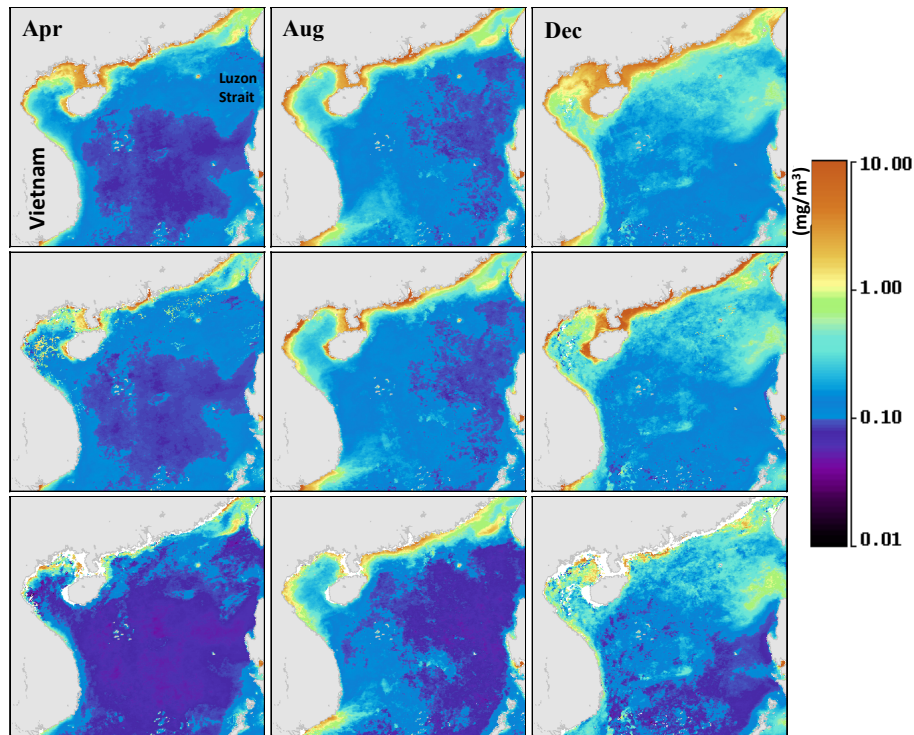 Apr
Aug
Dec
Luzon
Strait
Vietnam
10.00
1.00
0.10
0.01
(mg/m³)